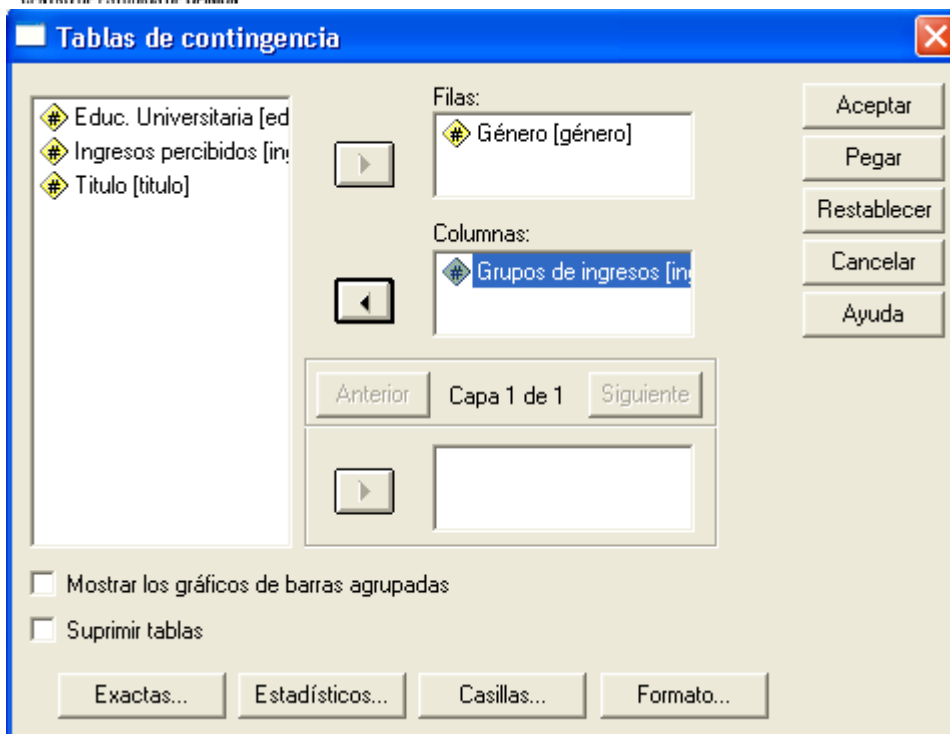 Tablas de contingencia
Educ. Universitaria [ed
Ingresos percibidos [in
Titulo [titulo]
Filas:
Género [género]
Columnas:
Grupos de ingresos [in
Anterior
Capa 1 de 1
Siguiente
Aceptar
Pegar
Restablecer
Cancelar
Ayuda
Mostrar los gráficos de barras agrupadas
Suprimir tablas
Exactas...
Estadísticos...
Casillas...
Formato...